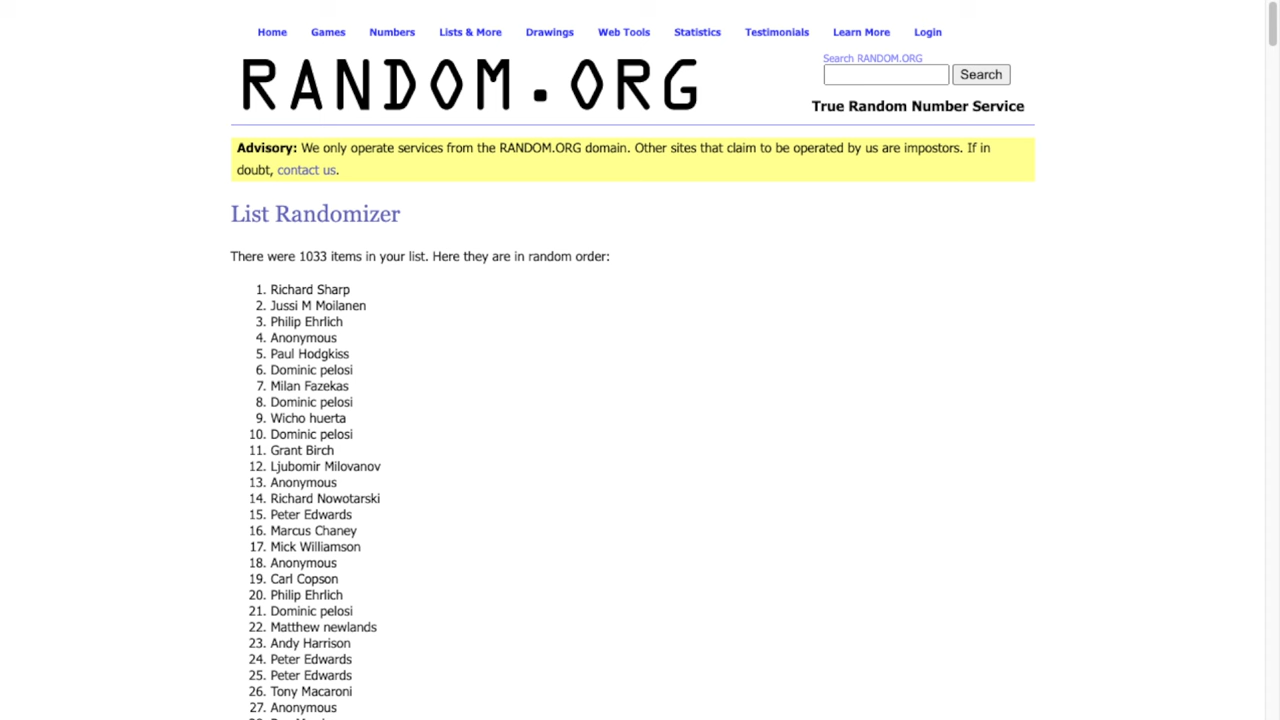 Home Games Numbers Lists & More Drawings Web Tools Statistics Testimonials Learn More Login
RANDOM.ORG
Search RANDOM.ORG
Search
True Random Number Service
Advisory: We only operate services from the RANDOM.ORG domain. Other sites that claim to be operated by us are impostors. If in
doubt, contact us.
List Randomizer
There were 1033 items in your list. Here they are in random order:
1. Richard Sharp
2. Jussi M Moilanen
3. Philip Ehrlich
4. Anonymous
5. Paul Hodgkiss
6. Dominic pelosi
7. Milan Fazekas
8. Dominic pelosi
9. Wicho huerta
10. Dominic pelosi
11. Grant Birch
12. Ljubomir Milovanov
13. Anonymous
14. Richard Nowotarski
15. Peter Edwards
16. Marcus Chaney
17. Mick Williamson
18. Anonymous
19. Carl Copson
20. Philip Ehrlich
21. Dominic pelosi
22. Matthew newlands
23. Andy Harrison
24. Peter Edwards
25. Peter Edwards
26. Tony Macaroni
27. Anonymous